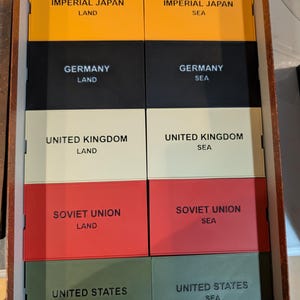 IMPERIAL JAPAN
LAND
IMPERIAL JAPAN
SEA
GERMANY
LAND
GERMANY
SEA
UNITED KINGDOM
LAND
UNITED KINGDOM
SEA
SOVIET UNION
LAND
SOVIET UNION
SEA
UNITED STATES
UNITED STATES
SEA